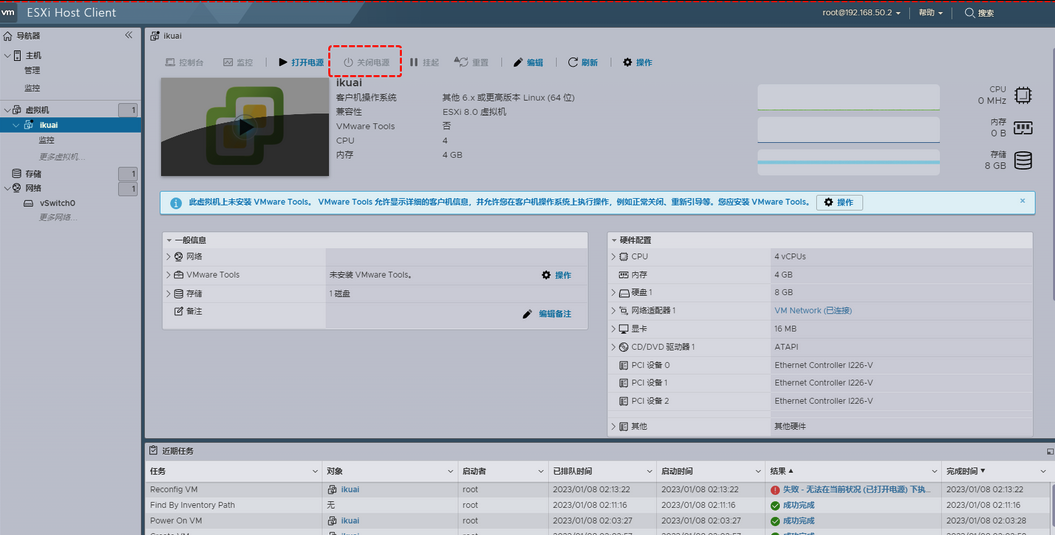 vm ESXi Host Client root@192.168.50.2 帮助 搜索
导航器
主机
管理
监控
虚拟机 1
ikuai
监控
更多虚拟机...
存储 1
网络 1
vSwitch0
更多网络...
ikuai
控制台 监控 打开电源 关闭电源 挂起 重置 编辑 刷新 操作
ikuai
客户机操作系统 其他 6.x 或更高版本 Linux (64 位)
兼容性 ESXi 8.0 虚拟机
VMware Tools 否
CPU 4
内存 4 GB
CPU
0 MHz
内存
0 B
存储
8 GB
此虚拟机上未安装 VMware Tools。 VMware Tools 允许显示详细的客户机信息，并允许您在客户机操作系统上执行操作，例如正常关闭、重新引导等。您应安装 VMware Tools。 操作
一般信息
网络
VMware Tools 未安装 VMware Tools。 操作
存储 1 磁盘
备注
编辑备注
硬件配置
CPU 4 vCPUs
内存 4 GB
硬盘 1 8 GB
网络适配器 1 VM Network (已连接)
显卡 16 MB
CD/DVD 驱动器 1 ATAPI
PCI 设备 0 Ethernet Controller I226-V
PCI 设备 1 Ethernet Controller I226-V
PCI 设备 2 Ethernet Controller I226-V
其他 其他硬件
近期任务
任务 对象 启动者 已排队时间 启动时间 结果 完成时间
Reconfig VM ikuai root 2023/01/08 02:13:22 2023/01/08 02:13:22 失败 - 无法在当前状况 (已打开电源) 下执... 2023/01/08 02:13:22
Find By Inventory Path 无 root 2023/01/08 02:11:16 2023/01/08 02:11:16 成功完成 2023/01/08 02:11:16
Power On VM ikuai root 2023/01/08 02:03:27 2023/01/08 02:03:27 成功完成 2023/01/08 02:03:28